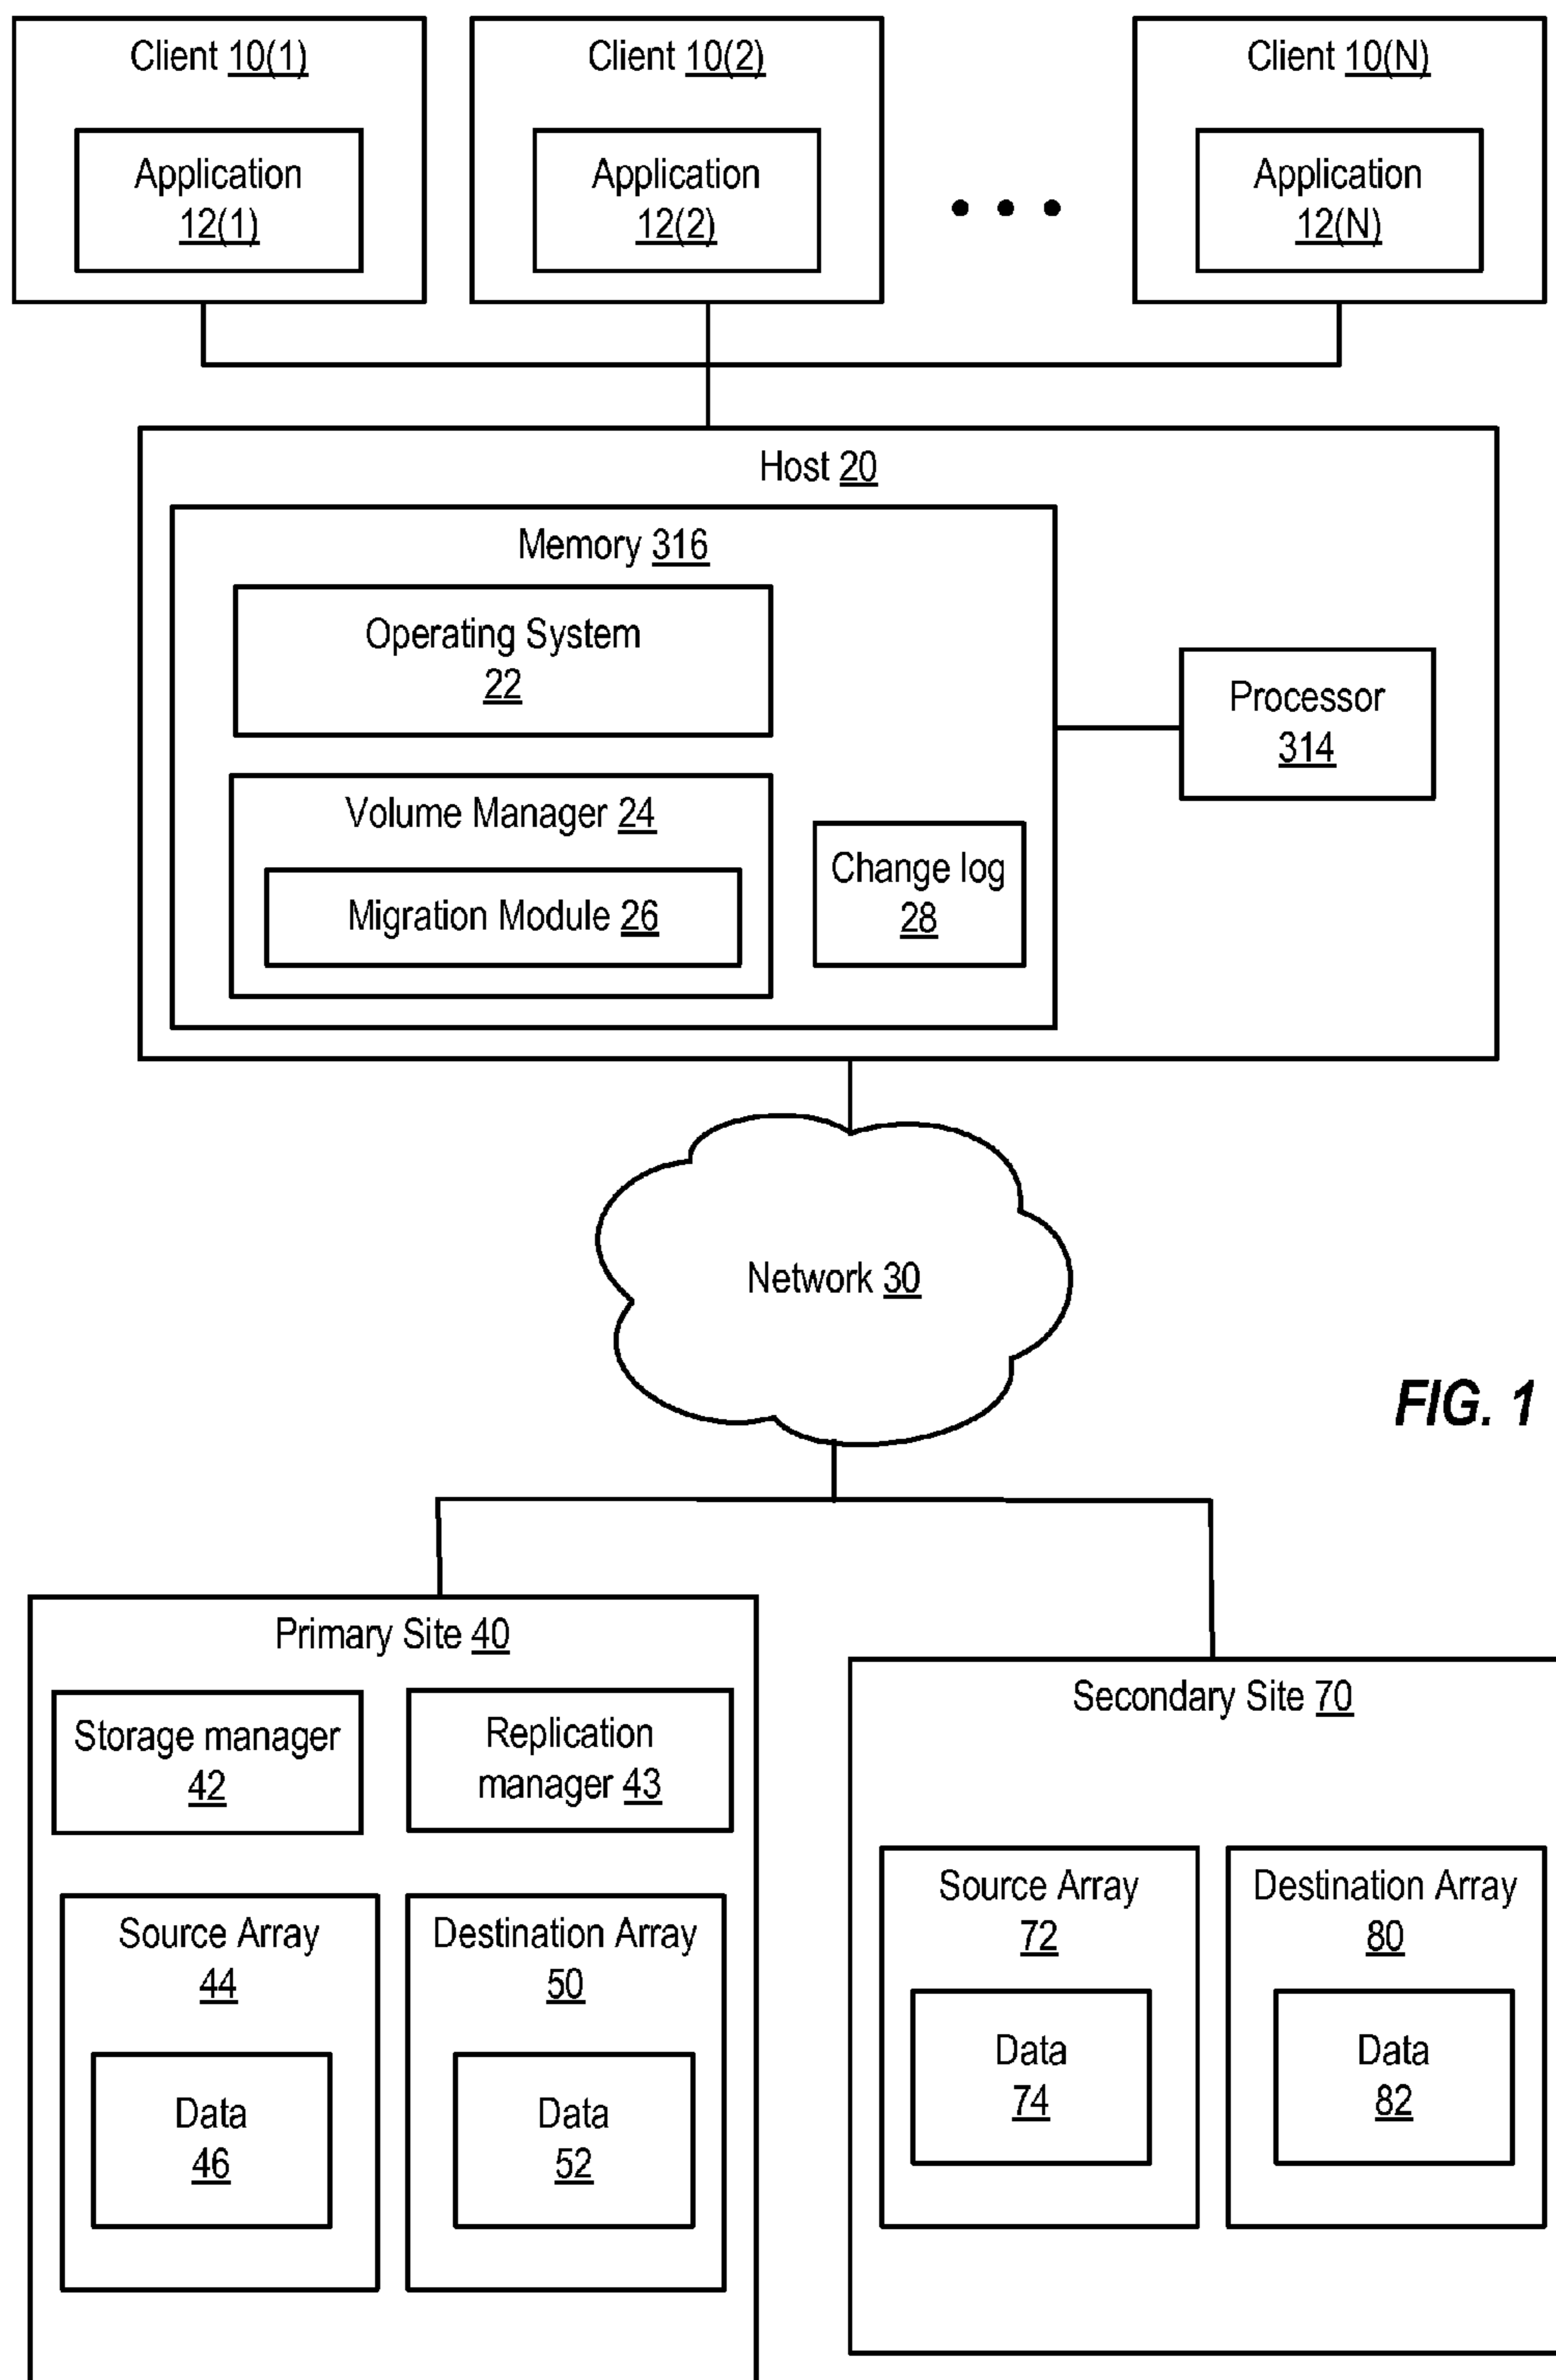 Client 10(1)
Application
12(1)
Client 10(2)
Application
12(2)
Client 10(N)
Application
12(N)
Host 20
Memory 316
Operating System
22
Volume Manager 24
Migration Module 26
Change log
28
Processor
314
Network 30
FIG. 1
Primary Site 40
Storage manager
42
Replication
manager 43
Source Array
44
Data
46
Destination Array
50
Data
52
Secondary Site 70
Source Array
72
Data
74
Destination Array
80
Data
82